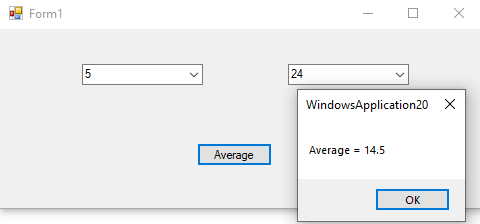 Form1
5
24
WindowsApplication20
Average = 14.5
Average
OK